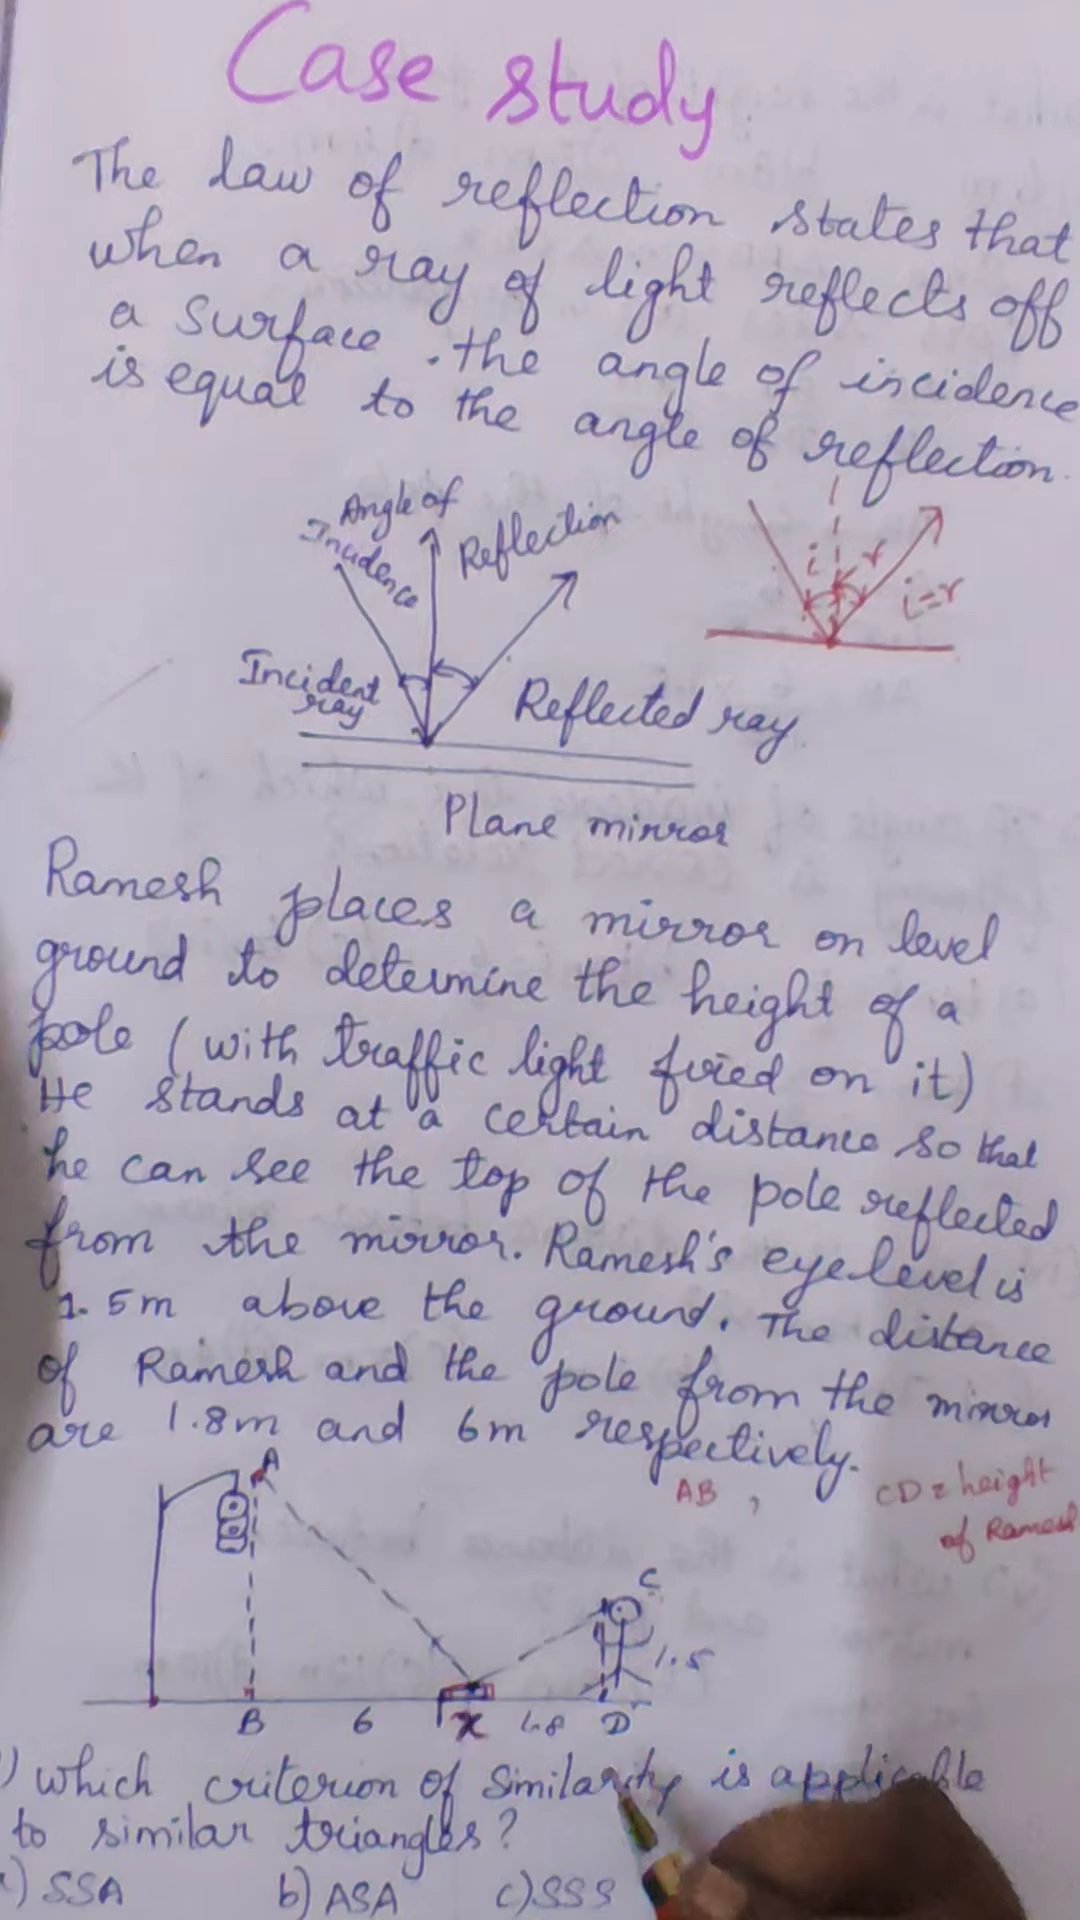 Case study
The law of reflection states that
when a ray of light reflects off
a surface. the angle of incidence
is equal to the angle of reflection.
Angle of
Incidence
Reflection
i r
i=r
Incident
ray
Reflected ray
Plane mirror
Ramesh places a mirror on level
ground to determine the height of a
pole (with traffic light fixed on it)
He stands at a certain distance so that
he can see the top of the pole reflected
from the mirror. Ramesh's eye level is
1.5m above the ground. The distance
of Ramesh and the pole from the mirror
are 1.8m and 6m respectively.
AB , CD = height
of Ramesh
A
C
1.5
B 6 X 1.8 D
) which criterion of similarity is applicable
to similar triangles?
) SSA b) ASA c) SSS